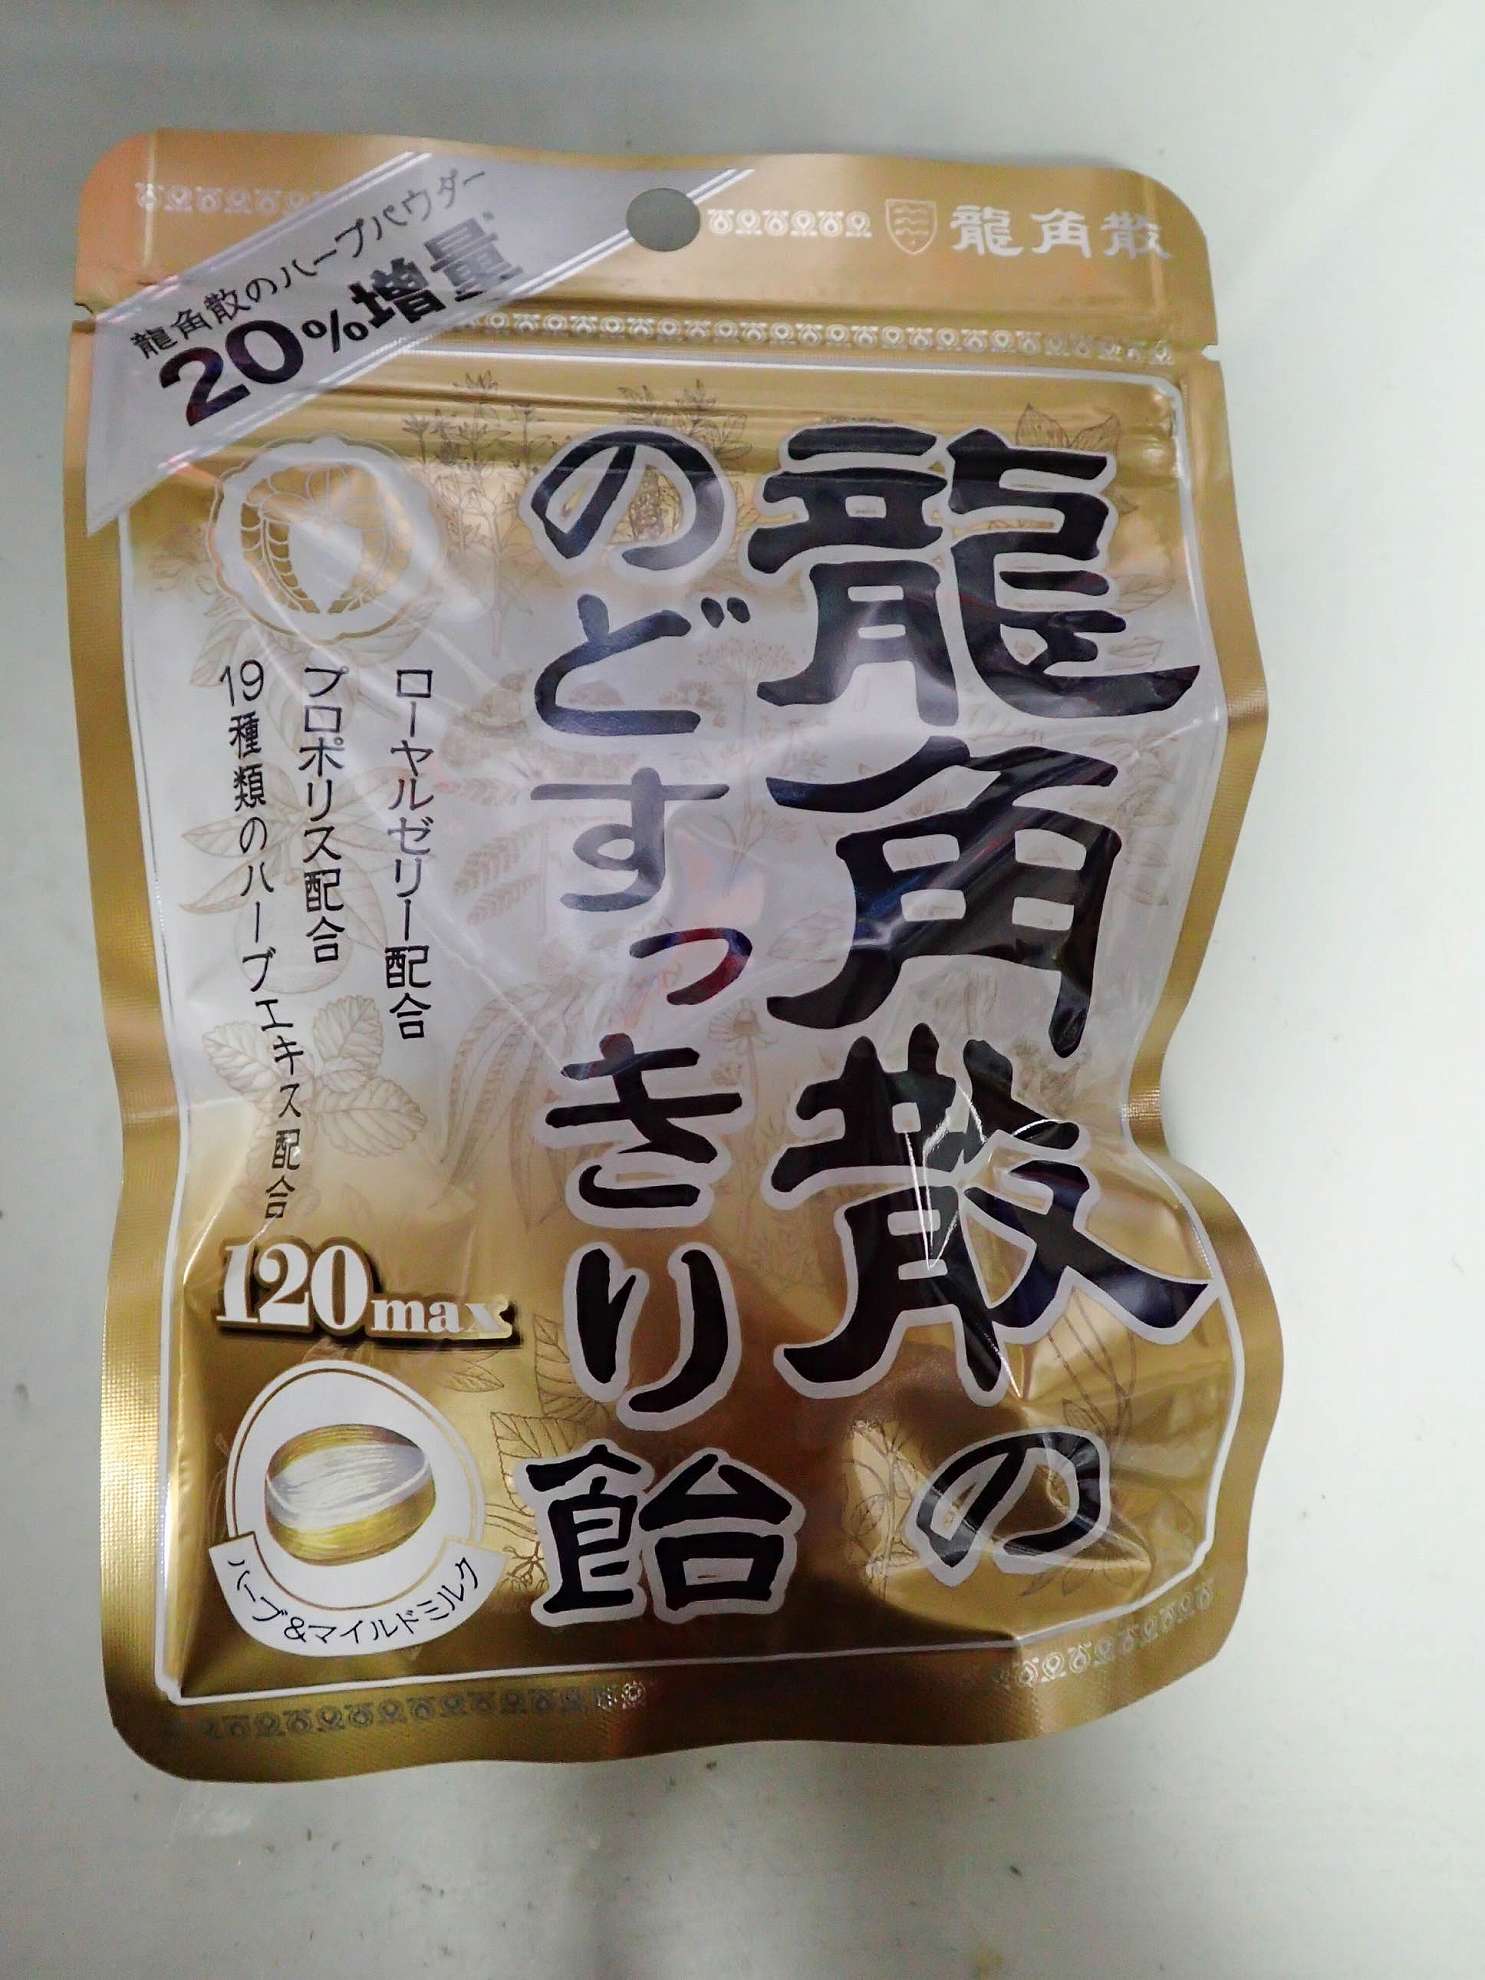 龍角散
龍角散のハーブパウダー
20%増量
龍角散の
のどすっきり飴
ローヤルゼリー配合
プロポリス配合
19種類のハーブエキス配合
120max
ハーブ&マイルドミルク